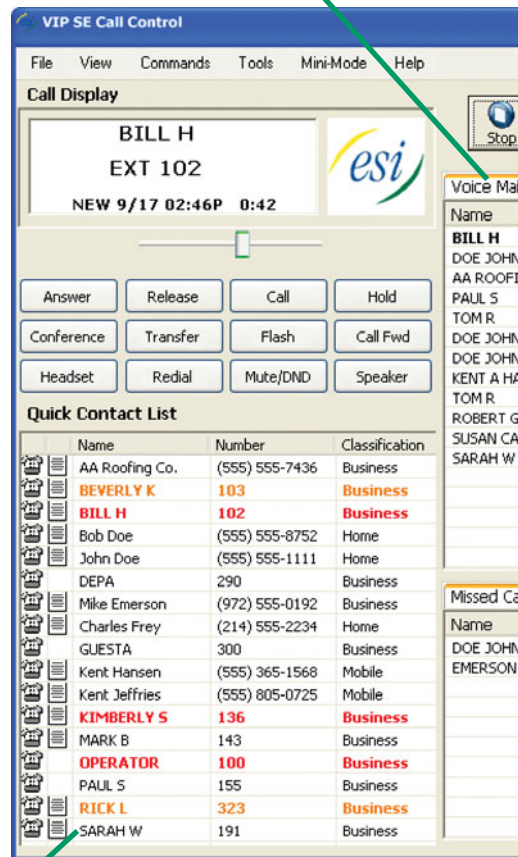 VIP SE Call Control
File View Commands Tools Mini-Mode Help
Call Display
BILL H
EXT 102
NEW 9/17 02:46P 0:42
esi
Answer Release Call Hold
Conference Transfer Flash Call Fwd
Headset Redial Mute/DND Speaker
Quick Contact List
Name Number Classification
AA Roofing Co. (555) 555-7436 Business
BEVERLY K 103 Business
BILL H 102 Business
Bob Doe (555) 555-8752 Home
John Doe (555) 555-1111 Home
DEPA 290 Business
Mike Emerson (972) 555-0192 Business
Charles Frey (214) 555-2234 Home
GUESTA 300 Business
Kent Hansen (555) 365-1568 Mobile
Kent Jeffries (555) 805-0725 Mobile
KIMBERLY S 136 Business
MARK B 143 Business
OPERATOR 100 Business
PAUL S 155 Business
RICK L 323 Business
SARAH W 191 Business
Stop
Voice Mai
Name
BILL H
DOE JOHN
AA ROOFI
PAUL S
TOM R
DOE JOHN
DOE JOHN
KENT A HA
TOM R
ROBERT G
SUSAN CA
SARAH W
Missed Ca
Name
DOE JOHN
EMERSON